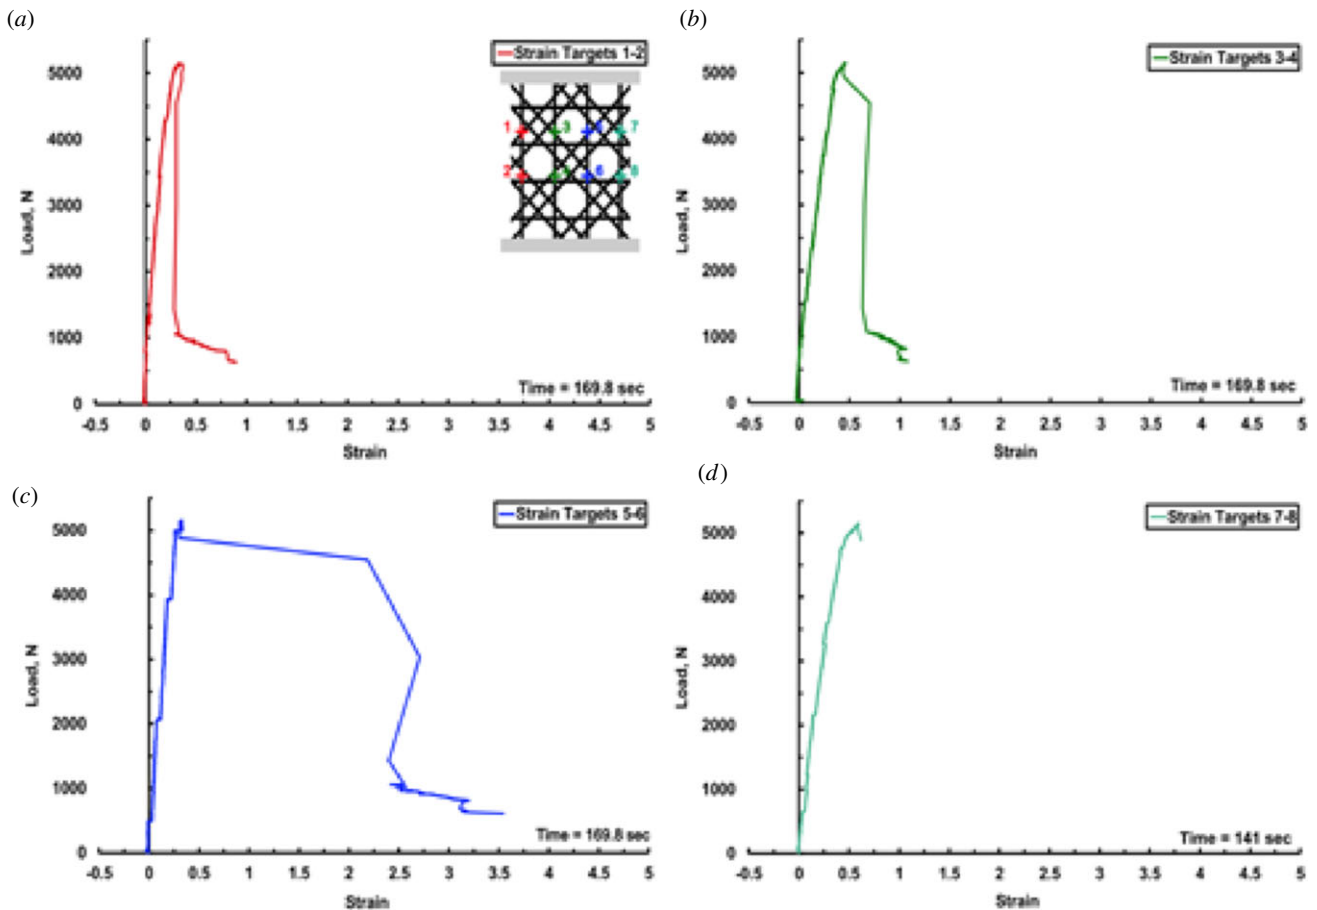 (a)
Strain Targets 1-2
5000
4000
3000
2000
1000
0
Load, N
1 3 7
2 6 8
Time = 169.8 sec
-0.5 0 0.5 1 1.5 2 2.5 3 3.5 4 4.5 5
Strain
(b)
Strain Targets 3-4
5000
4000
3000
2000
1000
0
Load, N
Time = 169.8 sec
-0.5 0 0.5 1 1.5 2 2.5 3 3.5 4 4.5 5
Strain
(c)
Strain Targets 5-6
5000
4000
3000
2000
1000
0
Load, N
Time = 169.8 sec
-0.5 0 0.5 1 1.5 2 2.5 3 3.5 4 4.5 5
Strain
(d)
Strain Targets 7-8
5000
4000
3000
2000
1000
0
Load, N
Time = 141 sec
-0.5 0 0.5 1 1.5 2 2.5 3 3.5 4 4.5 5
Strain